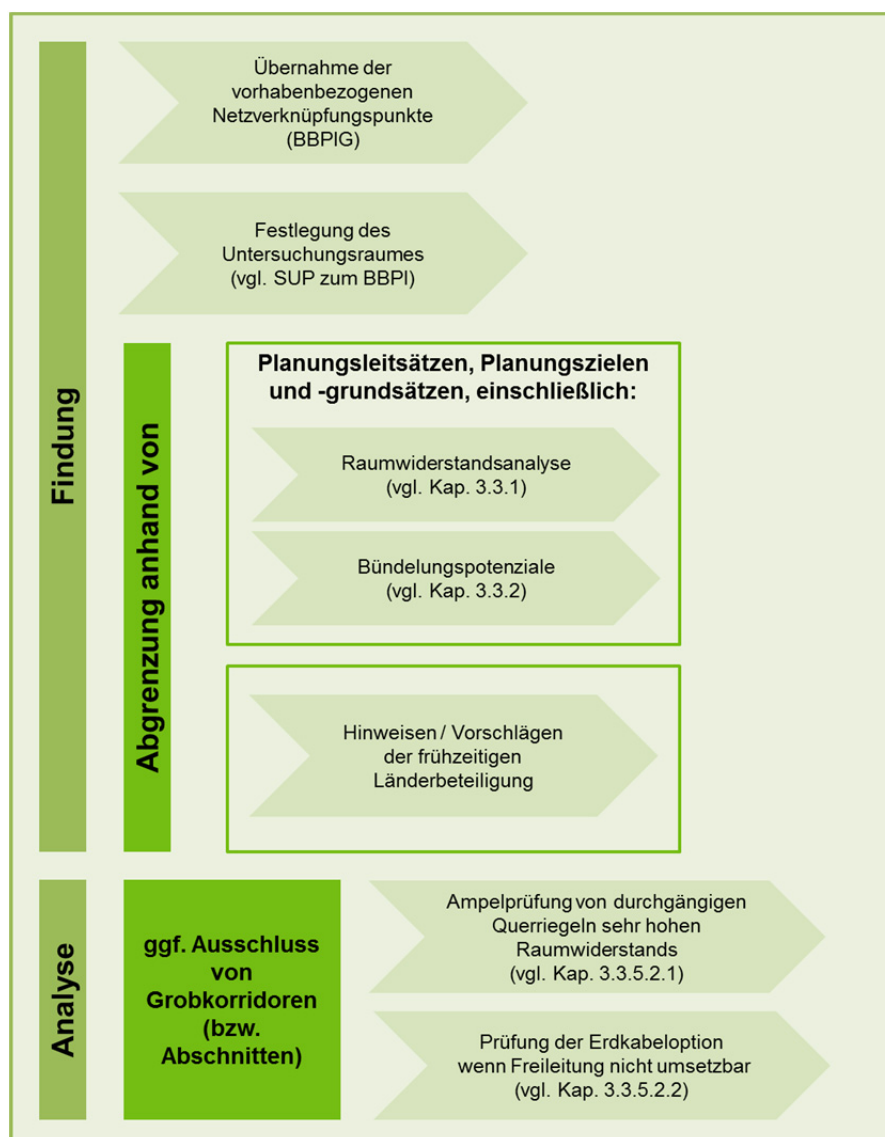 Findung
Übernahme der
vorhabenbezogenen
Netzverknüpfungspunkte
(BBPlG)
Festlegung des
Untersuchungsraumes
(vgl. SUP zum BBPl)
Abgrenzung anhand von
Planungsleitsätzen, Planungszielen
und -grundsätzen, einschließlich:
Raumwiderstandsanalyse
(vgl. Kap. 3.3.1)
Bündelungspotenziale
(vgl. Kap. 3.3.2)
Hinweisen / Vorschlägen
der frühzeitigen
Länderbeteiligung
Analyse
ggf. Ausschluss
von
Grobkorridoren
(bzw.
Abschnitten)
Ampelprüfung von durchgängigen
Querriegeln sehr hohen
Raumwiderstands
(vgl. Kap. 3.3.5.2.1)
Prüfung der Erdkabeloption
wenn Freileitung nicht umsetzbar
(vgl. Kap. 3.3.5.2.2)